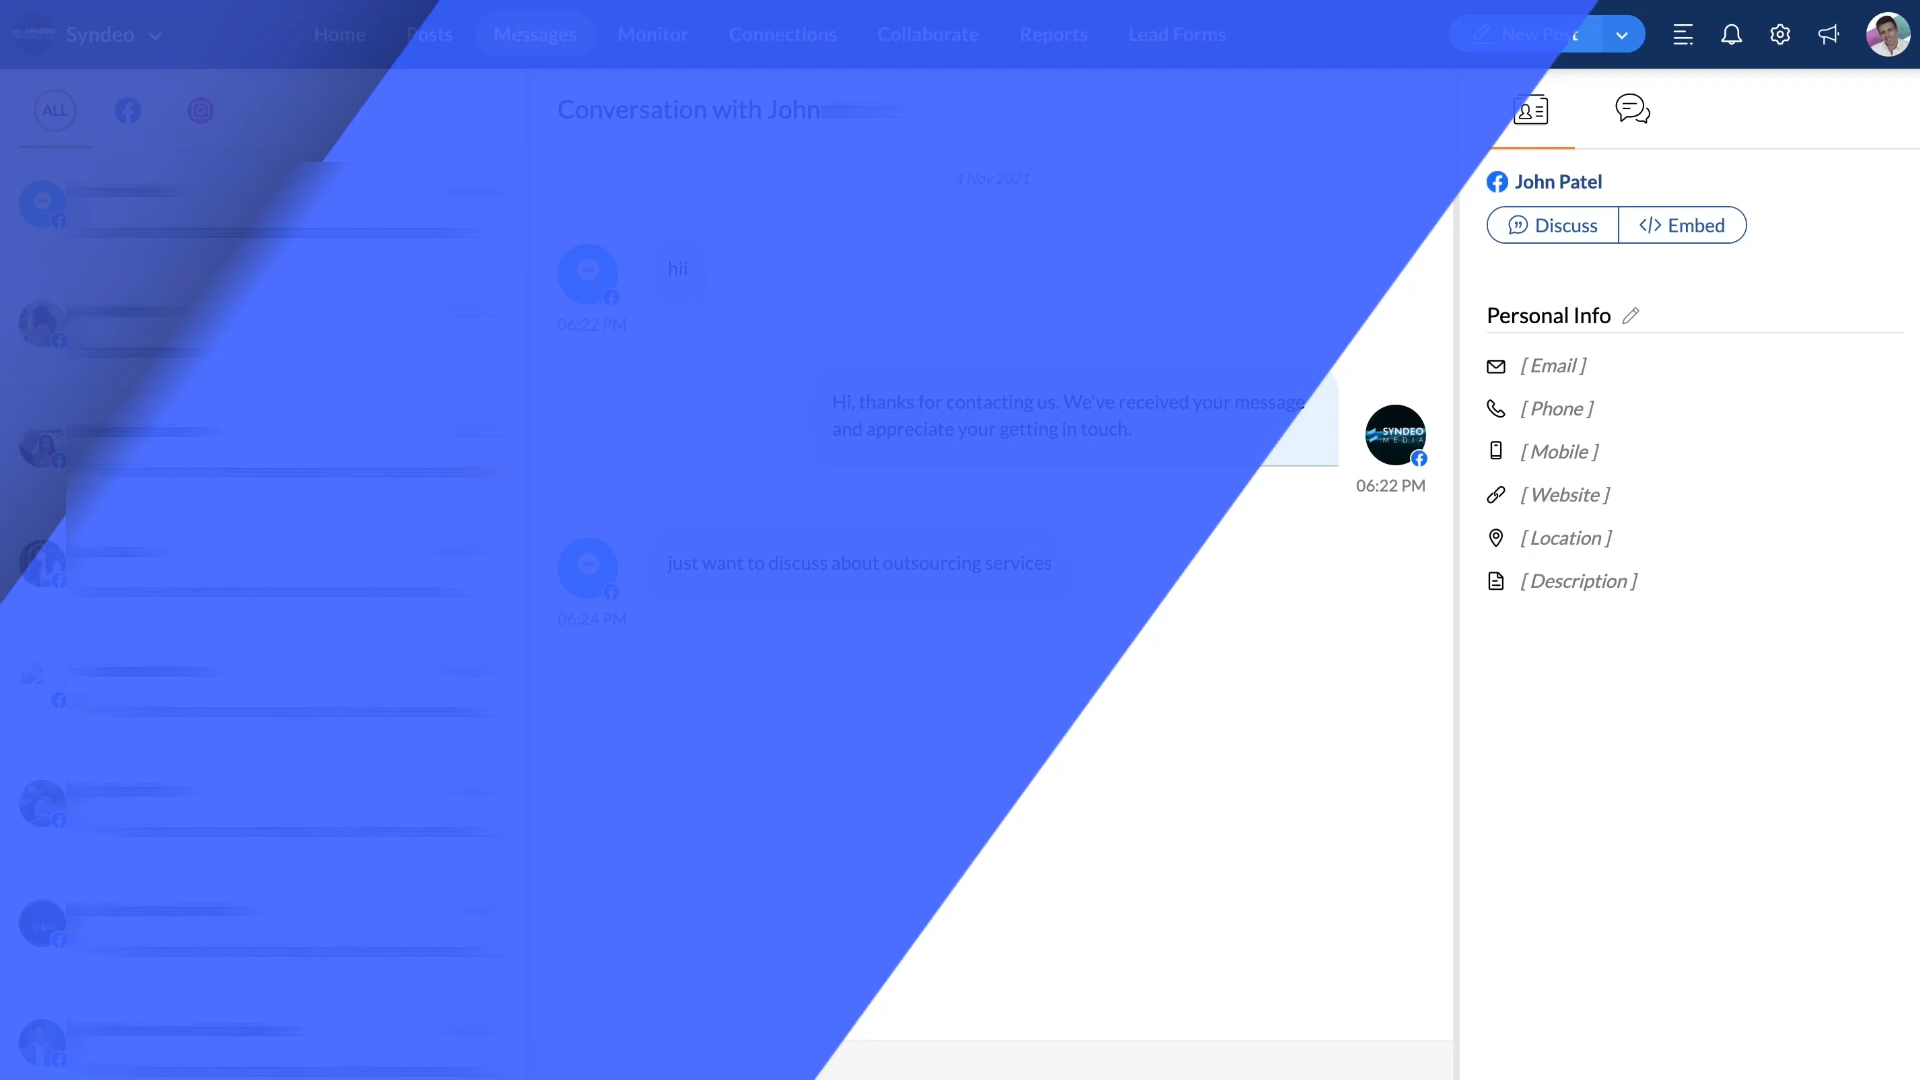 Syndeo
Home
Posts
Messages
Monitor
Connections
Collaborate
Reports
Lead Forms
New Post
ALL
Conversation with John
4 Nov 2021
hii
06:22 PM
Hi, thanks for contacting us. We've received your message
and appreciate your getting in touch.
SYNDEO
MEDIA
06:22 PM
just want to discuss about outsourcing services
06:24 PM
John Patel
Discuss
Embed
Personal Info
[ Email ]
[ Phone ]
[ Mobile ]
[ Website ]
[ Location ]
[ Description ]